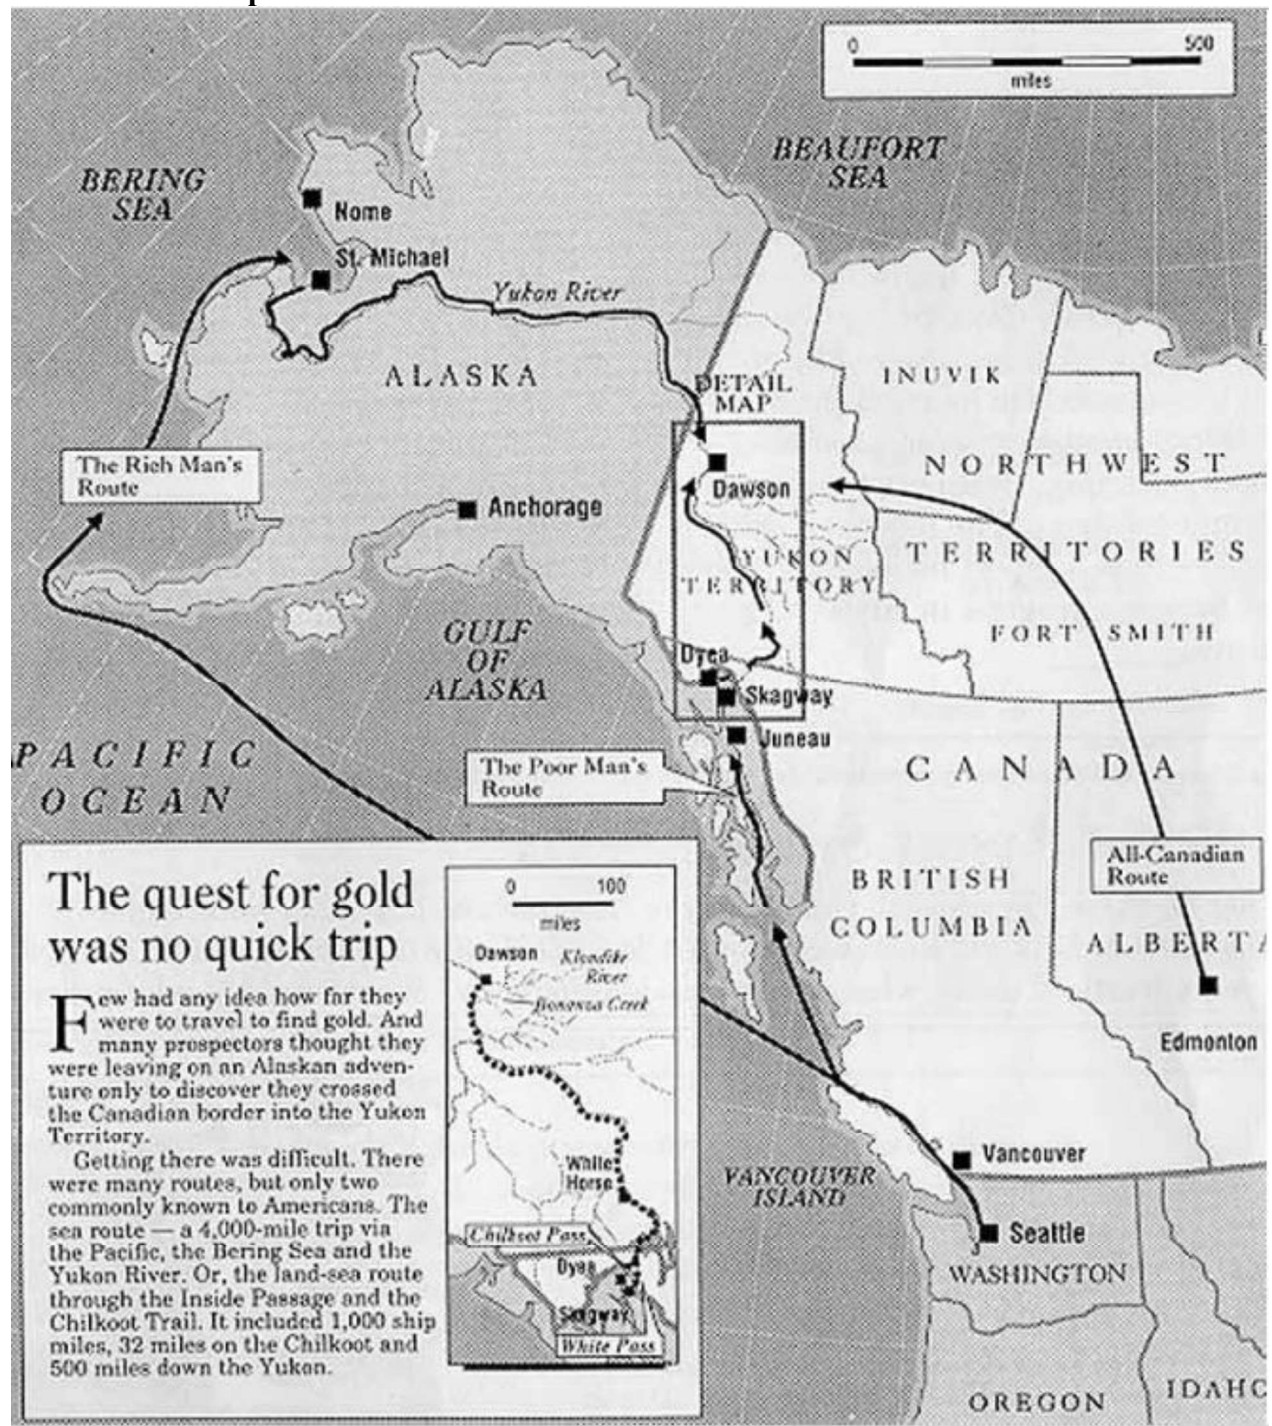 0 500
miles
BEAUFORT
SEA
BERING
SEA
Nome
St. Michael
Yukon River
ALASKA
DETAIL
MAP
INUVIK
The Rich Man's
Route
Anchorage
Dawson
NORTHWEST
TERRITORIES
YUKON
TERRITORY
FORT SMITH
GULF
OF
ALASKA
Dyea
Skagway
Juneau
PACIFIC
OCEAN
The Poor Man's
Route
CANADA
All-Canadian
Route
BRITISH
COLUMBIA
ALBERTA
Edmonton
VANCOUVER
ISLAND
Vancouver
Seattle
WASHINGTON
OREGON
IDAHO
The quest for gold
was no quick trip
Few had any idea how far they
were to travel to find gold. And
many prospectors thought they
were leaving on an Alaskan adven-
ture only to discover they crossed
the Canadian border into the Yukon
Territory.
Getting there was difficult. There
were many routes, but only two
commonly known to Americans. The
sea route — a 4,000-mile trip via
the Pacific, the Bering Sea and the
Yukon River. Or, the land-sea route
through the Inside Passage and the
Chilkoot Trail. It included 1,000 ship
miles, 32 miles on the Chilkoot and
500 miles down the Yukon.
0 100
miles
Dawson
Klondike
River
Bonanza Creek
White
Horse
Chilkoot Pass
Dyea
Skagway
White Pass